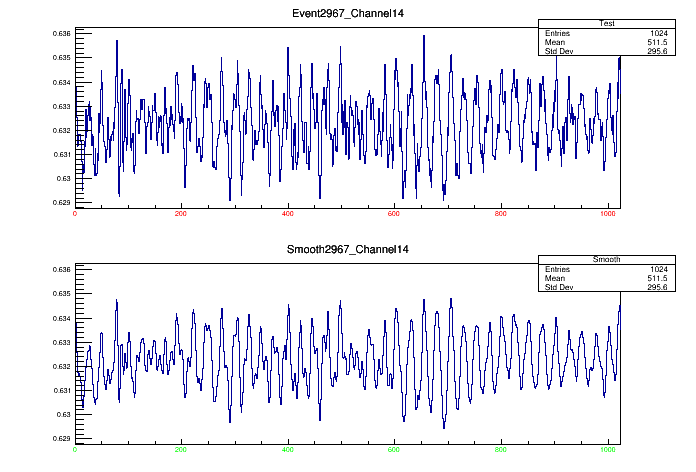 Event2967_Channel14
Test
Entries 1024
Mean 511.5
Std Dev 295.6
0.636
0.635
0.634
0.633
0.632
0.631
0.63
0.629
0 200 400 600 800 1000
Smooth2967_Channel14
Smooth
Entries 1024
Mean 511.5
Std Dev 295.6
0.636
0.635
0.634
0.633
0.632
0.631
0.63
0.629
0 200 400 600 800 1000